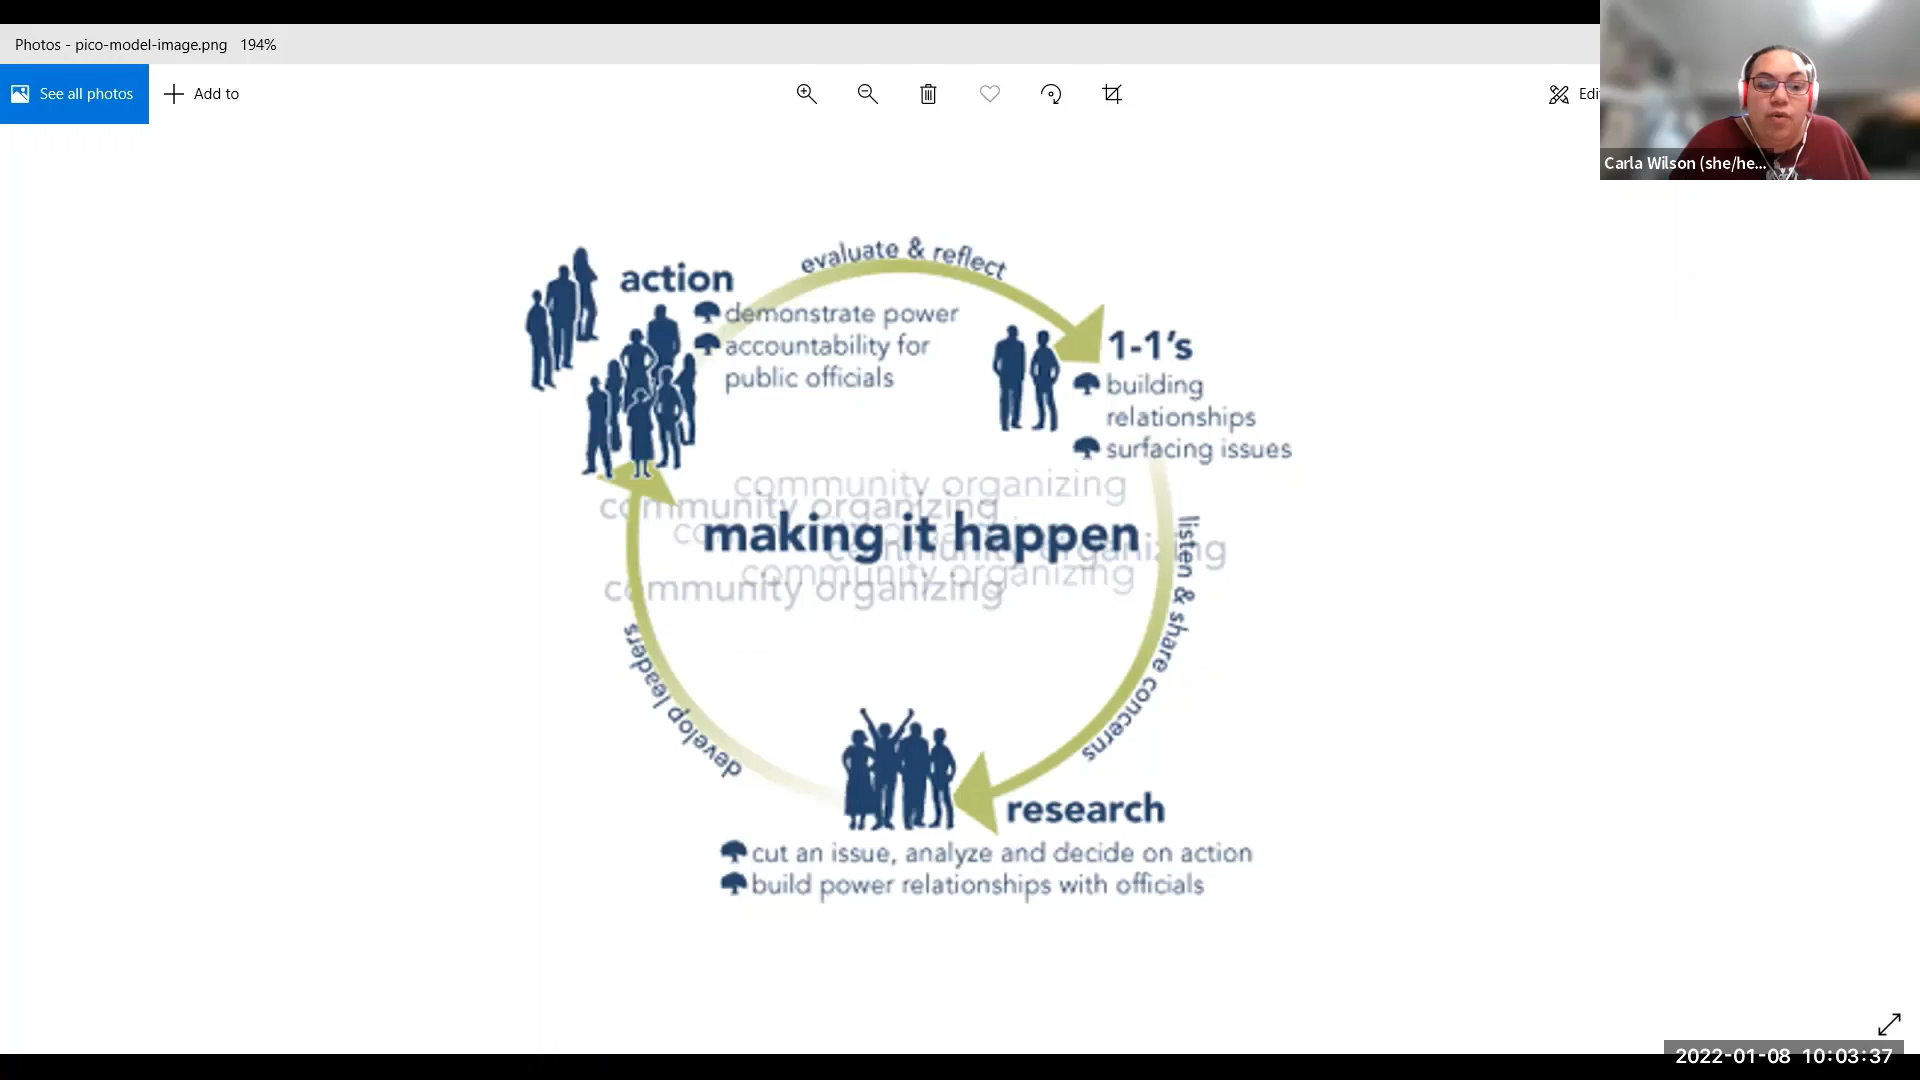 Photos - pico-model-image.png 194%
See all photos
Add to
Edi
Carla Wilson (she/he...
evaluate & reflect
action
demonstrate power
accountability for
public officials
1-1's
building
relationships
surfacing issues
community organizing
community organizing
making it happen
community organizing
community organizing
listen & share concerns
develop leaders
research
cut an issue, analyze and decide on action
build power relationships with officials
2022-01-08 10:03:37